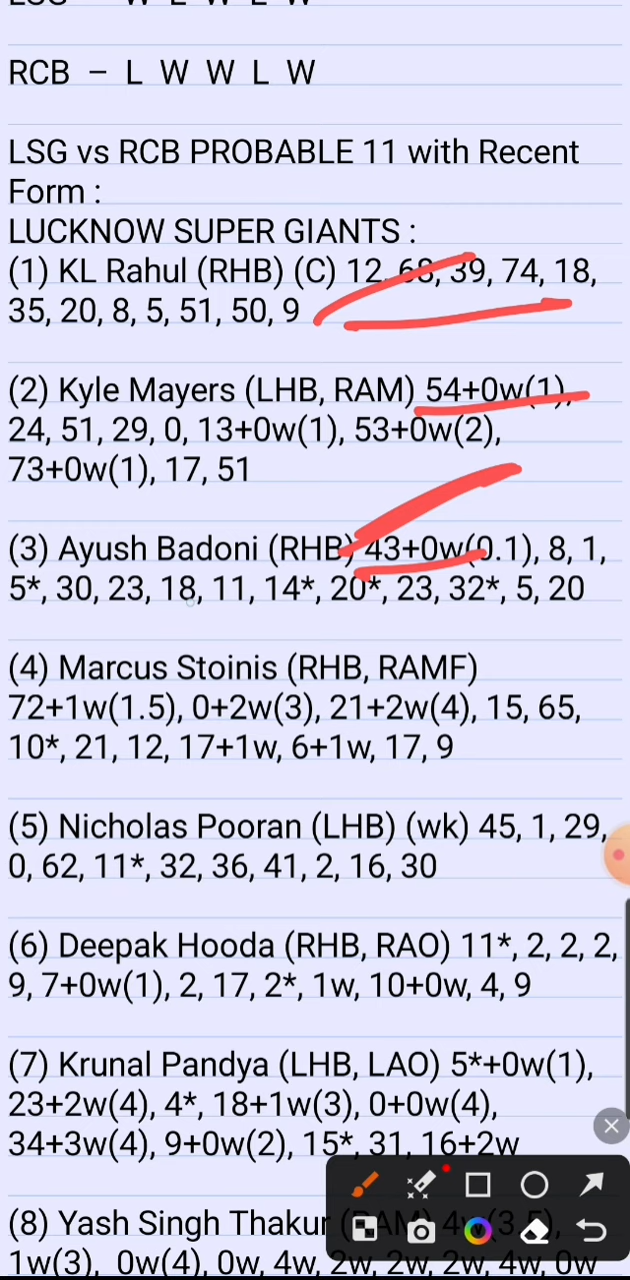 RCB – L W W L W
LSG vs RCB PROBABLE 11 with Recent
Form :
LUCKNOW SUPER GIANTS :
(1) KL Rahul (RHB) (C) 12, 68, 39, 74, 18,
35, 20, 8, 5, 51, 50, 9
(2) Kyle Mayers (LHB, RAM) 54+0w(1),
24, 51, 29, 0, 13+0w(1), 53+0w(2),
73+0w(1), 17, 51
(3) Ayush Badoni (RHB) 43+0w(0.1), 8, 1,
5*, 30, 23, 18, 11, 14*, 20*, 23, 32*, 5, 20
(4) Marcus Stoinis (RHB, RAMF)
72+1w(1.5), 0+2w(3), 21+2w(4), 15, 65,
10*, 21, 12, 17+1w, 6+1w, 17, 9
(5) Nicholas Pooran (LHB) (wk) 45, 1, 29,
0, 62, 11*, 32, 36, 41, 2, 16, 30
(6) Deepak Hooda (RHB, RAO) 11*, 2, 2, 2,
9, 7+0w(1), 2, 17, 2*, 1w, 10+0w, 4, 9
(7) Krunal Pandya (LHB, LAO) 5*+0w(1),
23+2w(4), 4*, 18+1w(3), 0+0w(4),
34+3w(4), 9+0w(2), 15*, 31, 16+2w
(8) Yash Singh Thakur (RAM) 4w(3.5),
1w(3), 0w(4), 0w, 4w, 2w, 2w, 2w, 4w, 0w